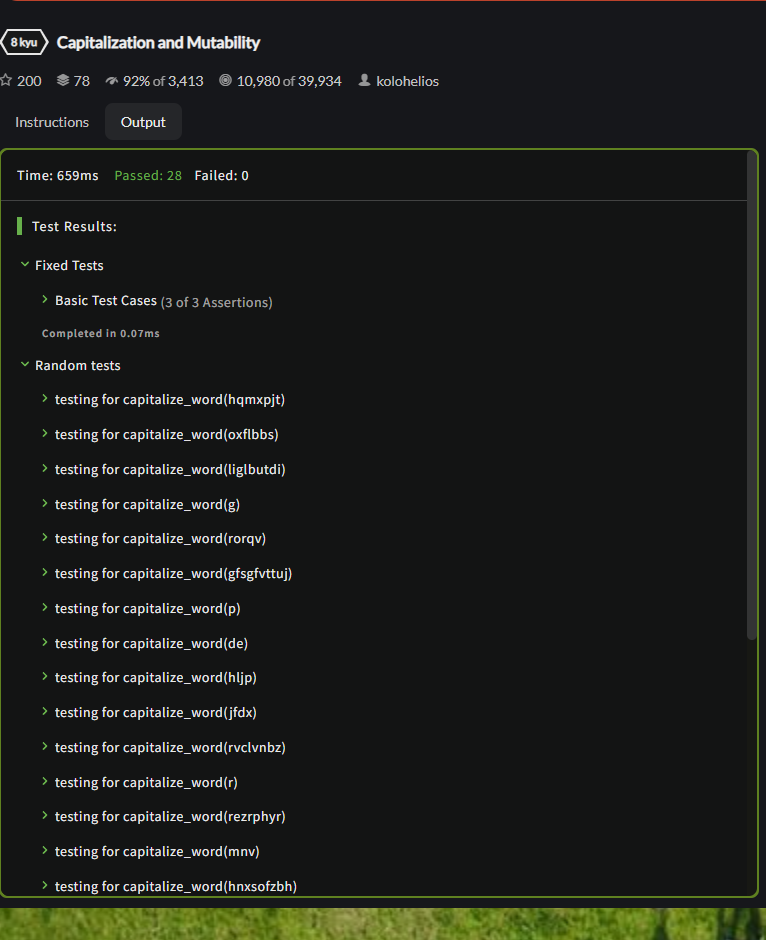 8 kyu Capitalization and Mutability
200 78 92% of 3,413 10,980 of 39,934 kolohelios
Instructions Output
Time: 659ms Passed: 28 Failed: 0
Test Results:
Fixed Tests
Basic Test Cases (3 of 3 Assertions)
Completed in 0.07ms
Random tests
testing for capitalize_word(hqmxpjt)
testing for capitalize_word(oxflbbs)
testing for capitalize_word(liglbutdi)
testing for capitalize_word(g)
testing for capitalize_word(rorqv)
testing for capitalize_word(gfsgfvttuj)
testing for capitalize_word(p)
testing for capitalize_word(de)
testing for capitalize_word(hljp)
testing for capitalize_word(jfdx)
testing for capitalize_word(rvclvnbz)
testing for capitalize_word(r)
testing for capitalize_word(rezrphyr)
testing for capitalize_word(mnv)
testing for capitalize_word(hnxsofzbh)